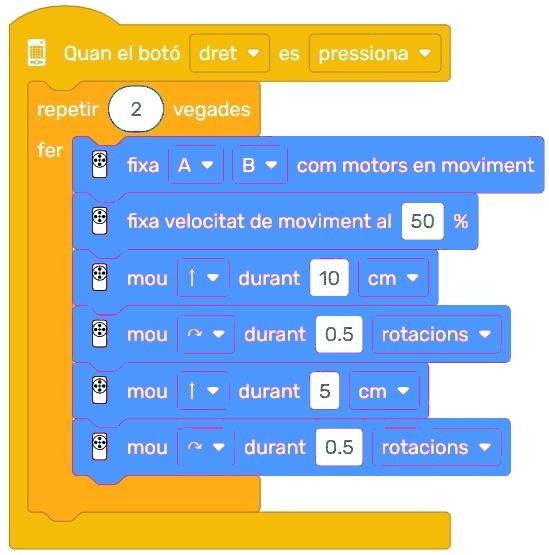 Quan el botó dret es pressiona
repetir 2 vegades
fer
fixa A B com motors en moviment
fixa velocitat de moviment al 50 %
mou durant 10 cm
mou durant 0.5 rotacions
mou durant 5 cm
mou durant 0.5 rotacions